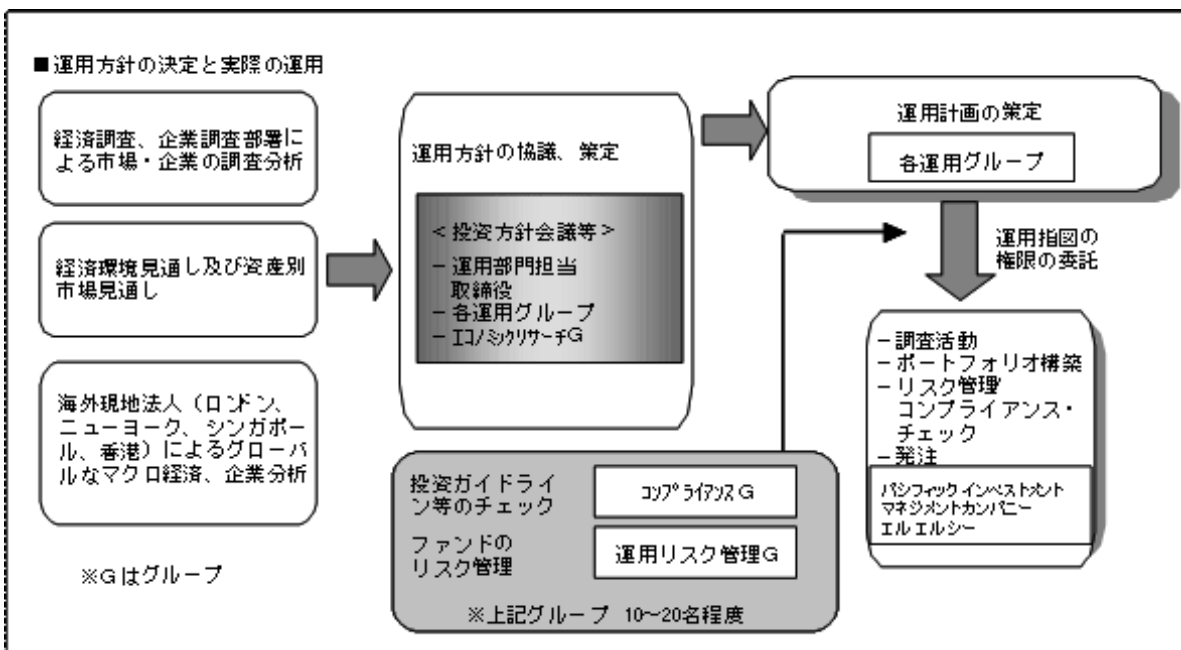 ■運用方針の決定と実際の運用
経済調査、企業調査部署に
よる市場・企業の調査分析
経済環境見通し及び資産別
市場見通し
海外現地法人（ロンドン、
ニューヨーク、シンガポー
ル、香港）によるグローバ
ルなマクロ経済、企業分析
※Gはグループ
運用方針の協議、策定
＜投資方針会議等＞
－運用部門担当
取締役
－各運用グループ
－ｴｺﾉﾐｯｸﾘｻｰﾁG
運用計画の策定
各運用グループ
運用指図の
権限の委託
－調査活動
－ポートフォリオ構築
－リスク管理
コンプライアンス・
チェック
－発注
ﾊﾟｼﾌｨｯｸ ｲﾝﾍﾞｽﾄﾒﾝﾄ
ﾏﾈｼﾞﾒﾝﾄｶﾝﾊﾟﾆｰ
ｴﾙ ｴﾙｼｰ
投資ガイドライ
ン等のチェック
ｺﾝﾌﾟﾗｲｱﾝｽG
ファンドの
リスク管理
運用リスク管理G
※上記グループ 10～20名程度